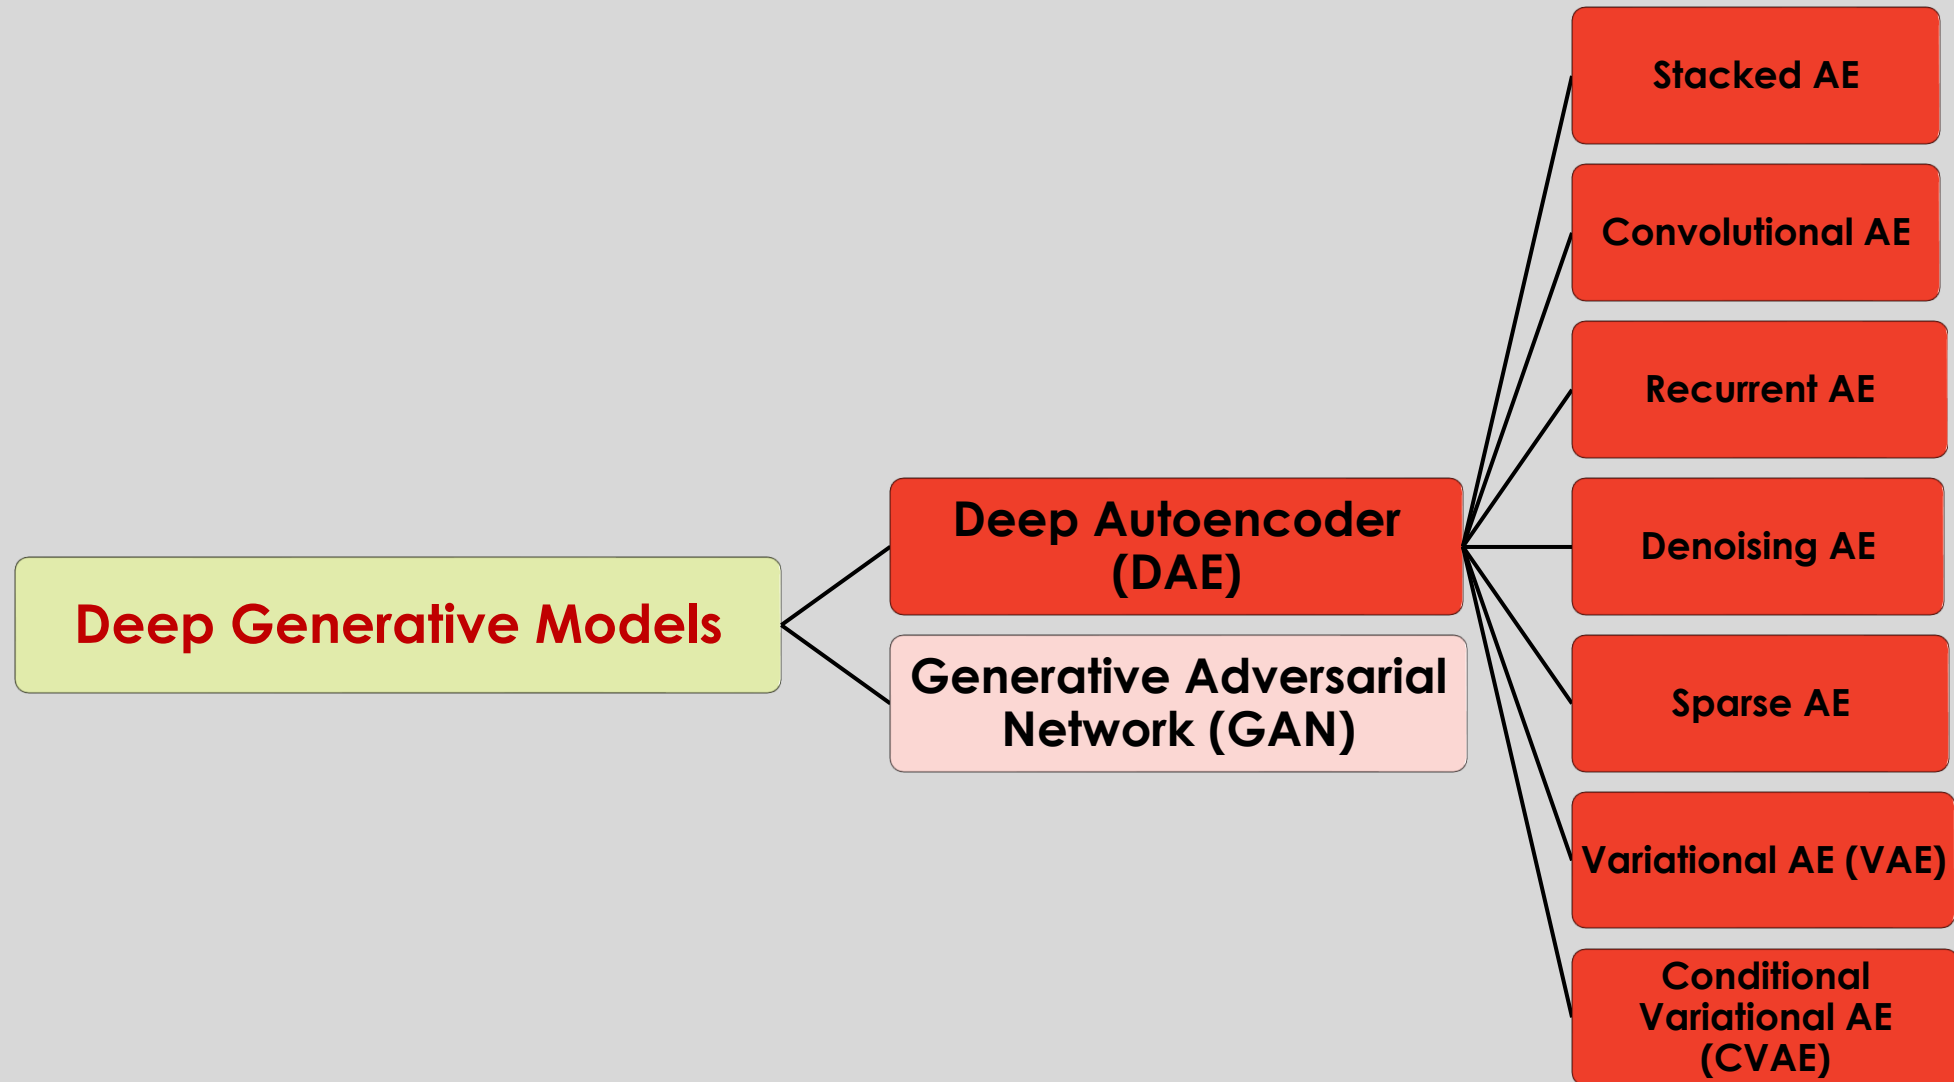 Deep Generative Models
Deep Autoencoder
(DAE)
Generative Adversarial
Network (GAN)
Stacked AE
Convolutional AE
Recurrent AE
Denoising AE
Sparse AE
Variational AE (VAE)
Conditional
Variational AE
(CVAE)